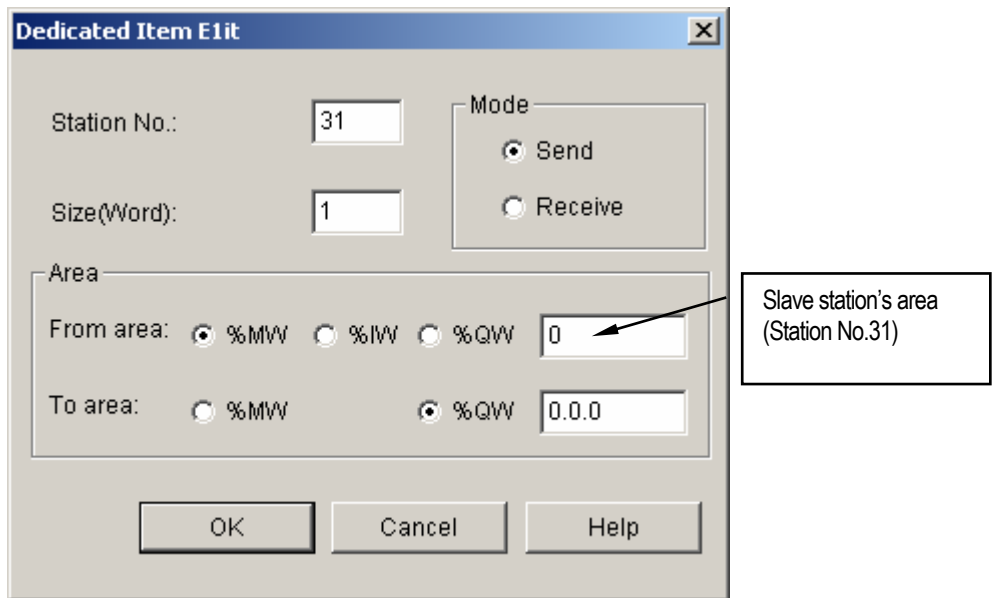 Dedicated Item E1it
Station No.: 31
Mode
Send
Size(Word): 1
Receive
Area
From area: %MW %IW %QW 0
To area: %MW %QW 0.0.0
OK Cancel Help
Slave station's area
(Station No.31)